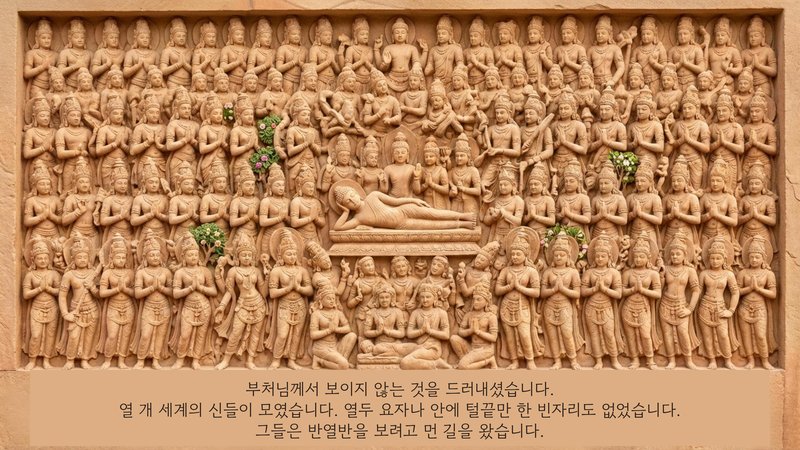 부처님께서 보이지 않는 것을 드러내셨습니다.
열 개 세계의 신들이 모였습니다. 열두 요자나 안에 털끝만 한 빈자리도 없었습니다.
그들은 반열반을 보려고 먼 길을 왔습니다.